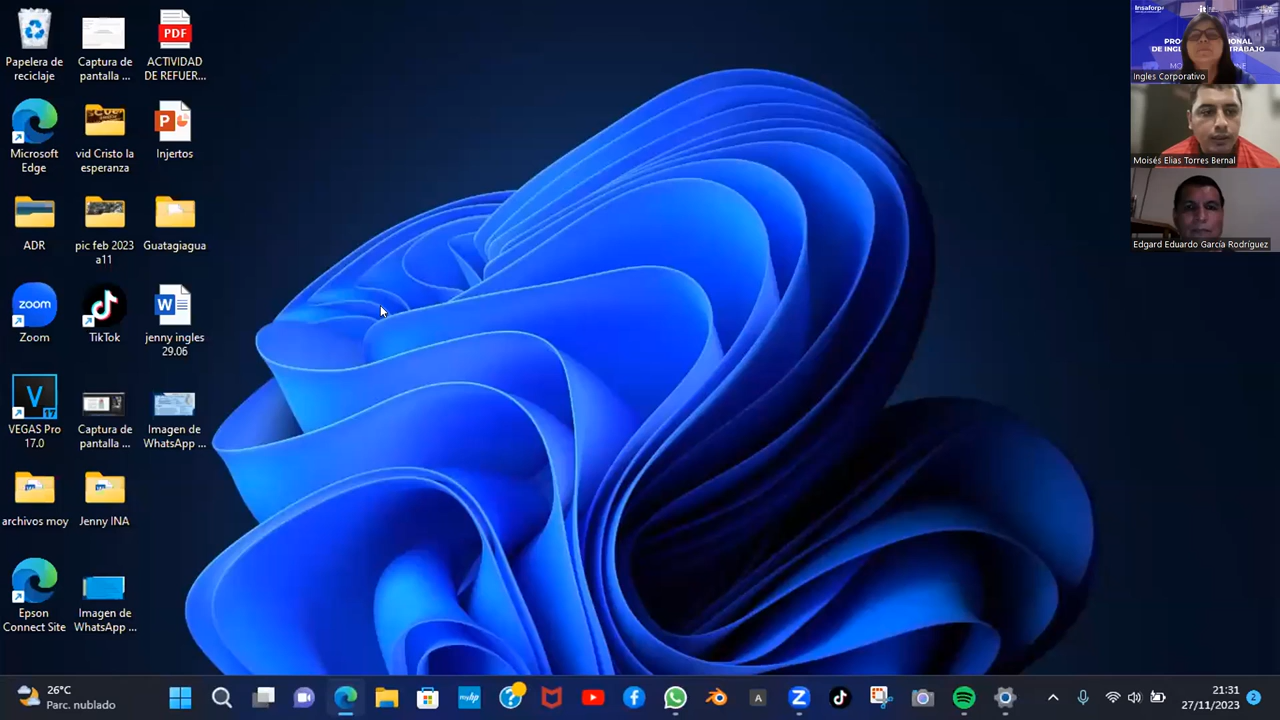 Papelera de
reciclaje
Captura de
pantalla ...
PDF
ACTIVIDAD
DE REFUER...
Microsoft
Edge
vid Cristo la
esperanza
P
Injertos
ADR
pic feb 2023
a11
Guatagiagua
zoom
Zoom
TikTok
W
jenny ingles
29.06
V
17
VEGAS Pro
17.0
Captura de
pantalla ...
Imagen de
WhatsApp ...
archivos moy
Jenny INA
Epson
Connect Site
Imagen de
WhatsApp ...
Ingles Corporativo
Moisés Elias Torres Bernal
Edgard Eduardo García Rodríguez
26°C
Parc. nublado
myhp
A
Z
21:31
27/11/2023
2